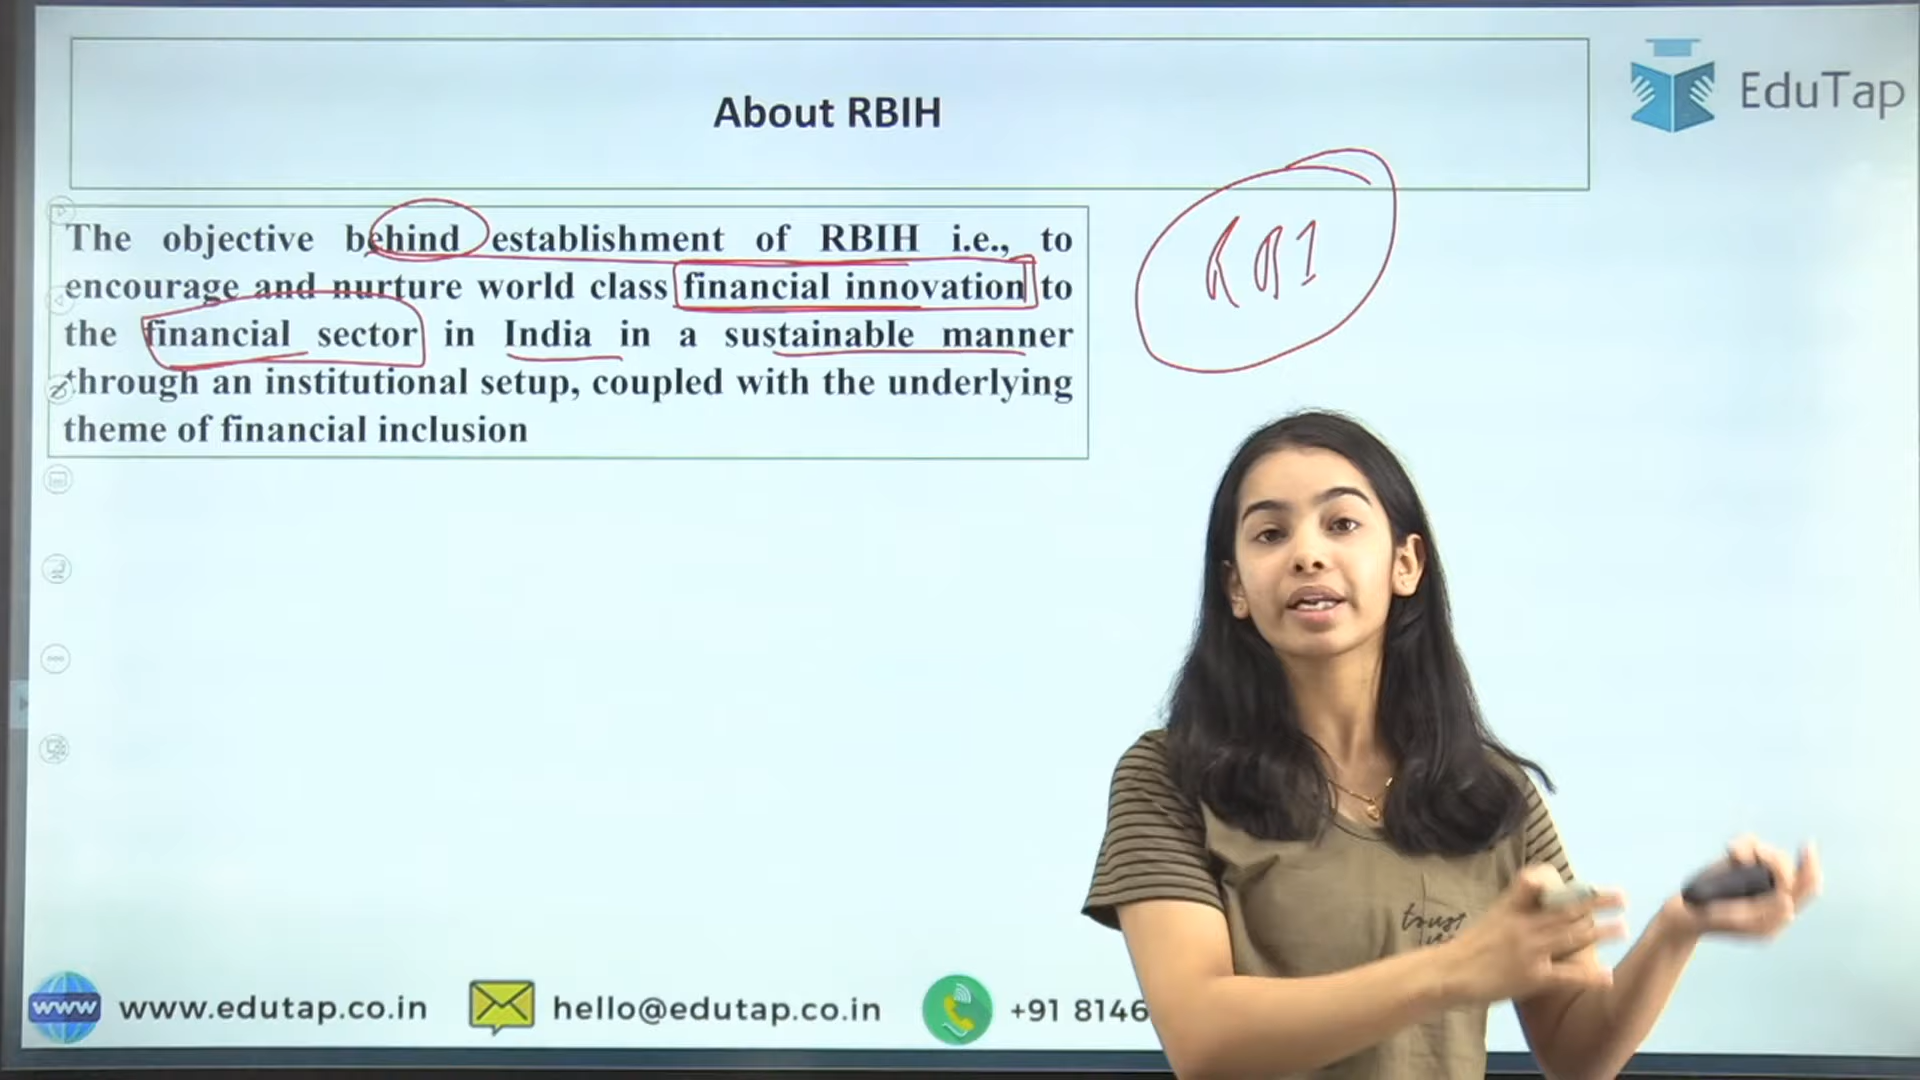 About RBIH
EduTap
The objective behind establishment of RBIH i.e., to
encourage and nurture world class financial innovation to
the financial sector in India in a sustainable manner
through an institutional setup, coupled with the underlying
theme of financial inclusion
RBI
trust
www www.edutap.co.in hello@edutap.co.in +91 8146